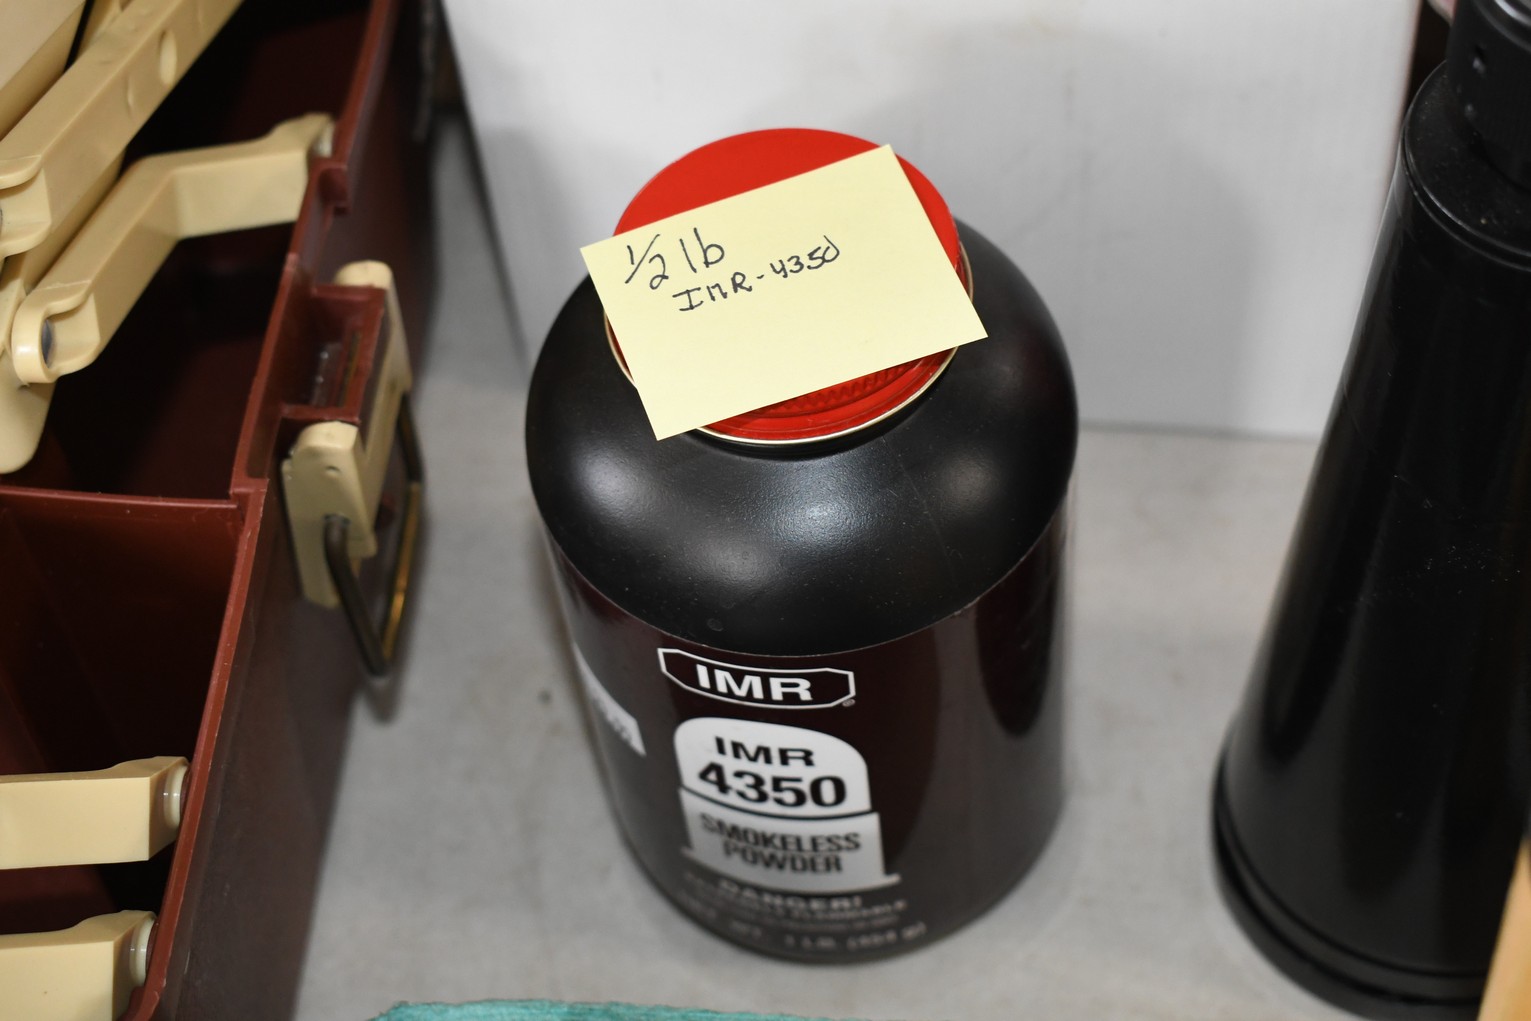 1/2 lb
IMR-4350
IMR
IMR
4350
SMOKELESS
POWDER
DANGER!